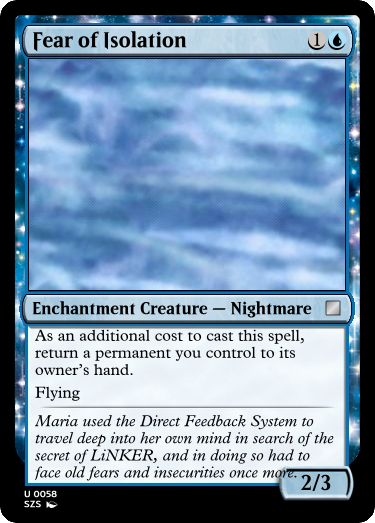 Fear of Isolation
1
Enchantment Creature — Nightmare
As an additional cost to cast this spell,
return a permanent you control to its
owner's hand.
Flying
Maria used the Direct Feedback System to
travel deep into her own mind in search of the
secret of LiNKER, and in doing so had to
face old fears and insecurities once more.
2/3
U 0058
SZS